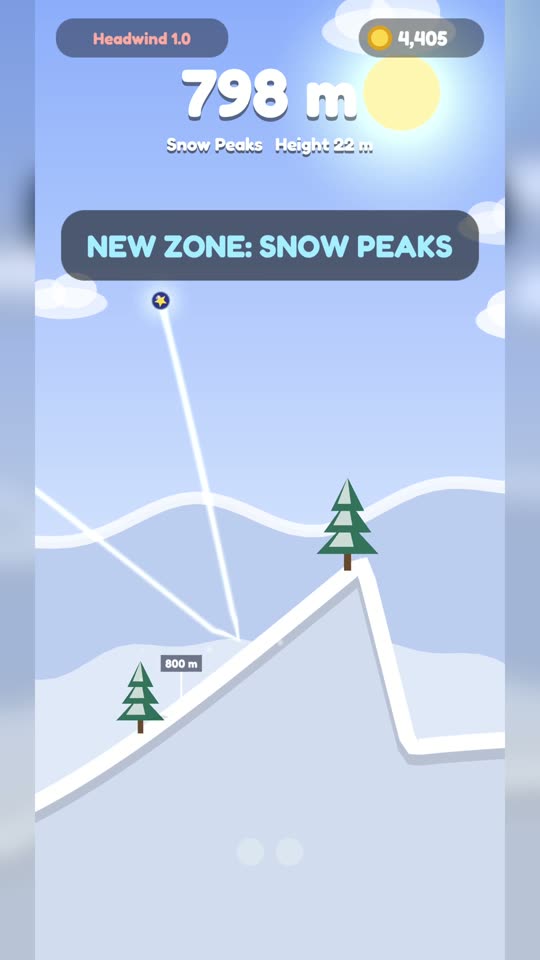 Headwind 1.0
4,405
798 m
Snow Peaks Height 22 m
NEW ZONE: SNOW PEAKS
800 m